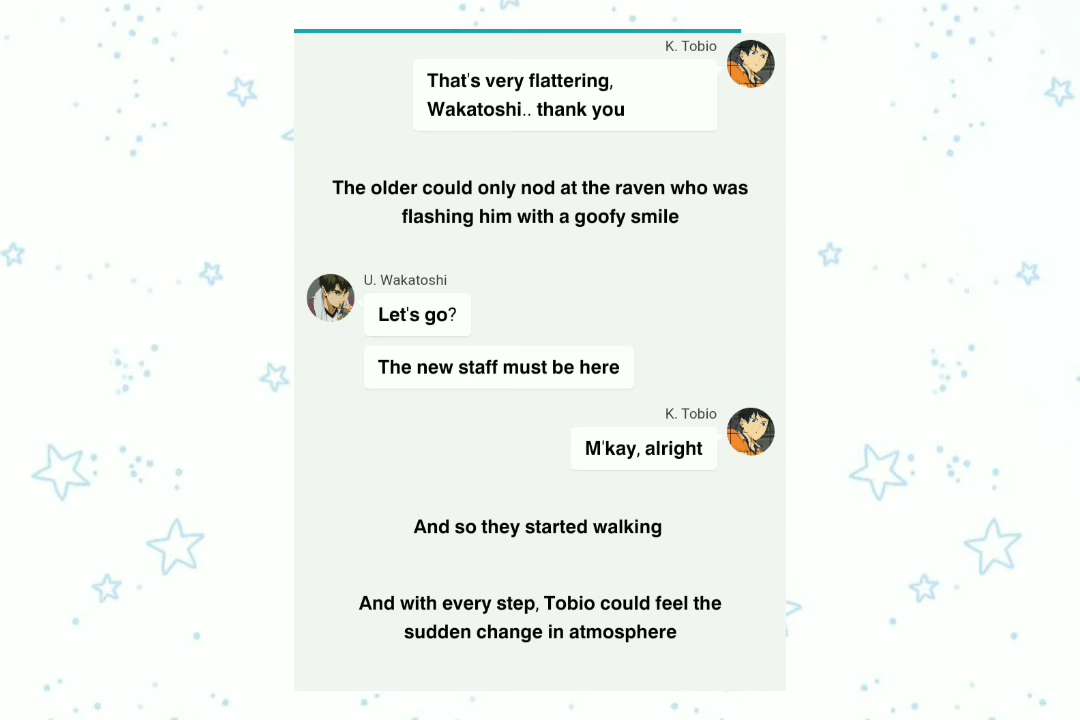 K. Tobio
That's very flattering,
Wakatoshi.. thank you
The older could only nod at the raven who was
flashing him with a goofy smile
U. Wakatoshi
Let's go?
The new staff must be here
K. Tobio
M'kay, alright
And so they started walking
And with every step, Tobio could feel the
sudden change in atmosphere